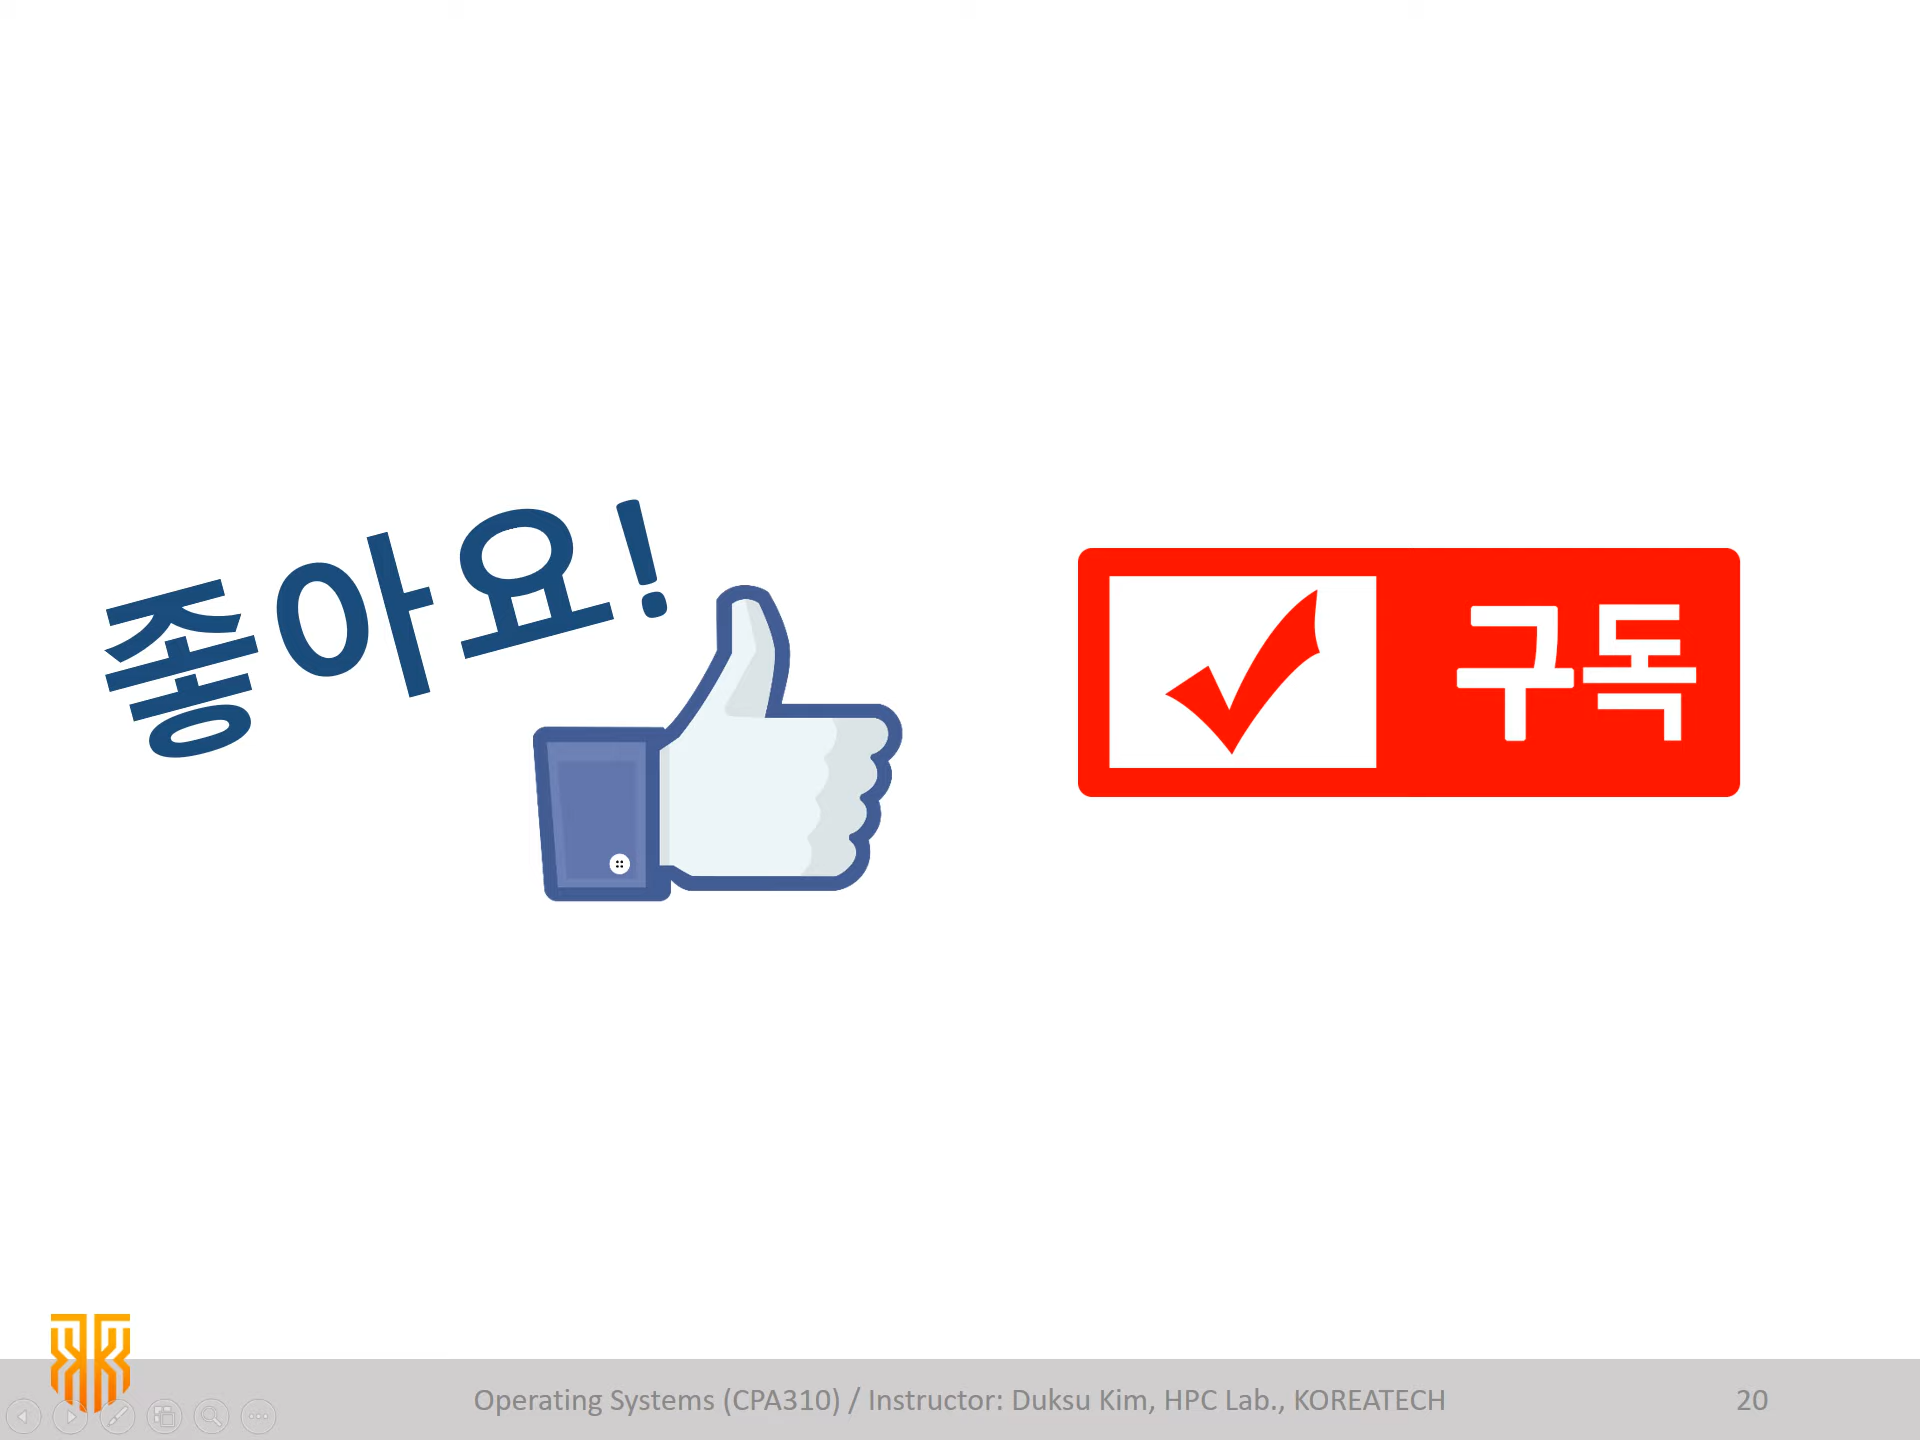 좋아요!
구독
Operating Systems (CPA310) / Instructor: Duksu Kim, HPC Lab., KOREATECH
20